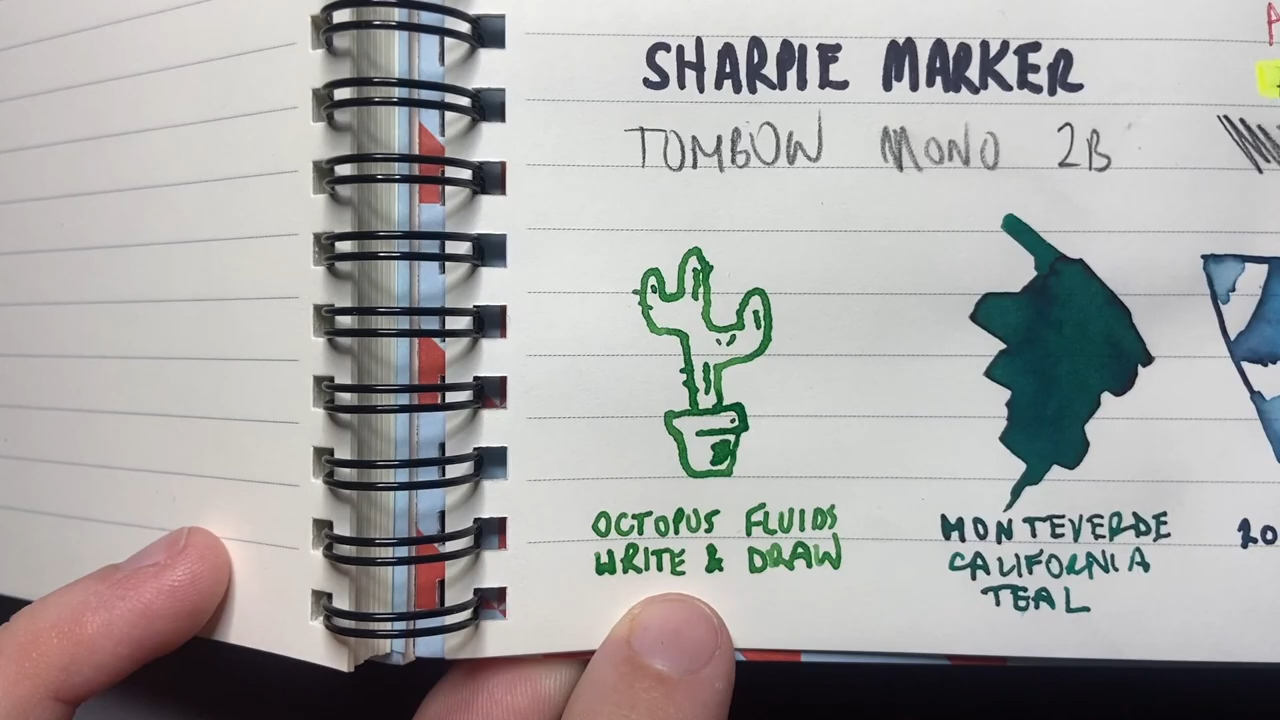 SHARPIE MARKER
TOMBOW MONO 2B
OCTOPUS FLUIDS
WRITE & DRAW
MONTEVERDE
CALIFORNIA
TEAL